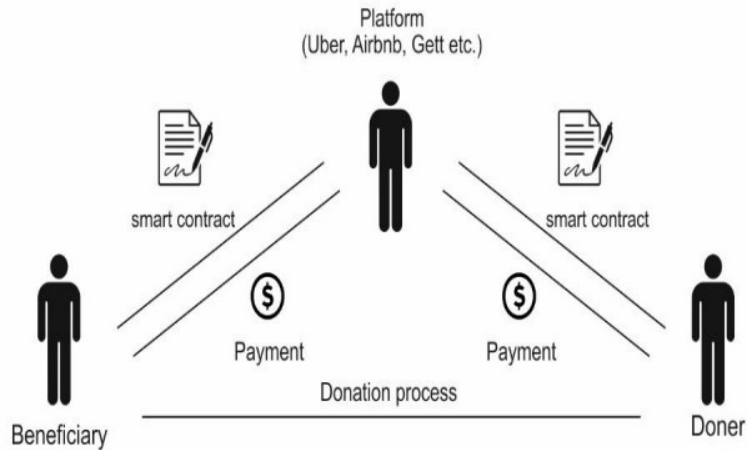 Platform
(Uber, Airbnb, Gett etc.)
smart contract
smart contract
$
$
Payment
Payment
Donation process
Beneficiary
Doner